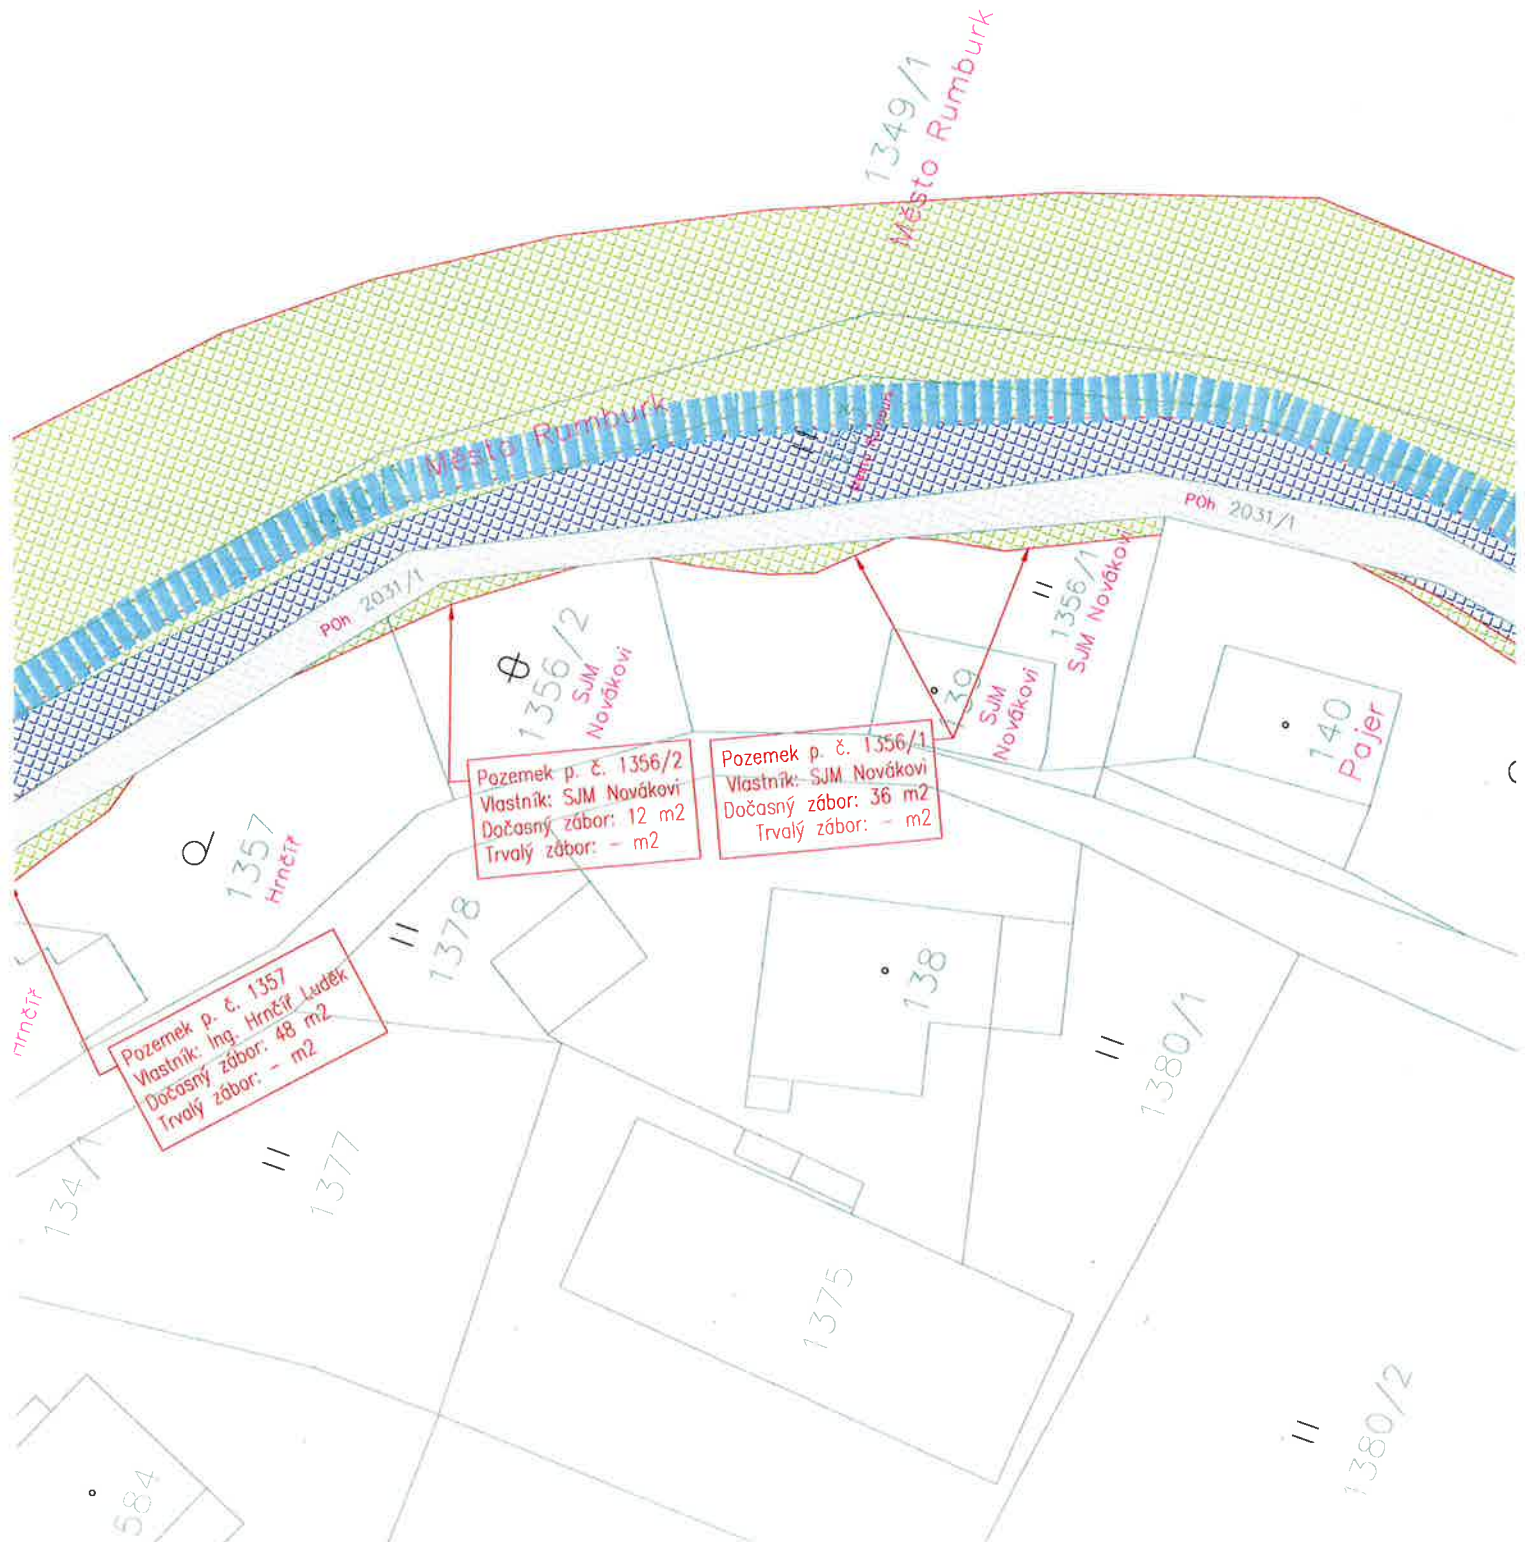 1349/1
Město Rumburk
Město Rumburk
Město Rumburk
POh 2031/1
POh 2031/1
1356/2
SJM
Novákovi
1356/1
SJM Novákovi
139
SJM
Novákovi
140
Pajer
Pozemek p. č. 1356/2
Vlastník: SJM Novákovi
Dočasný zábor: 12 m2
Trvalý zábor: – m2
Pozemek p. č. 1356/1
Vlastník: SJM Novákovi
Dočasný zábor: 36 m2
Trvalý zábor: – m2
1357
Hrnčíř
Hrnčíř
1378
138
Pozemek p. č. 1357
Vlastník: Ing. Hrnčíř Luděk
Dočasný zábor: 48 m2
Trvalý zábor: – m2
1380/1
1377
1375
1380/2
584